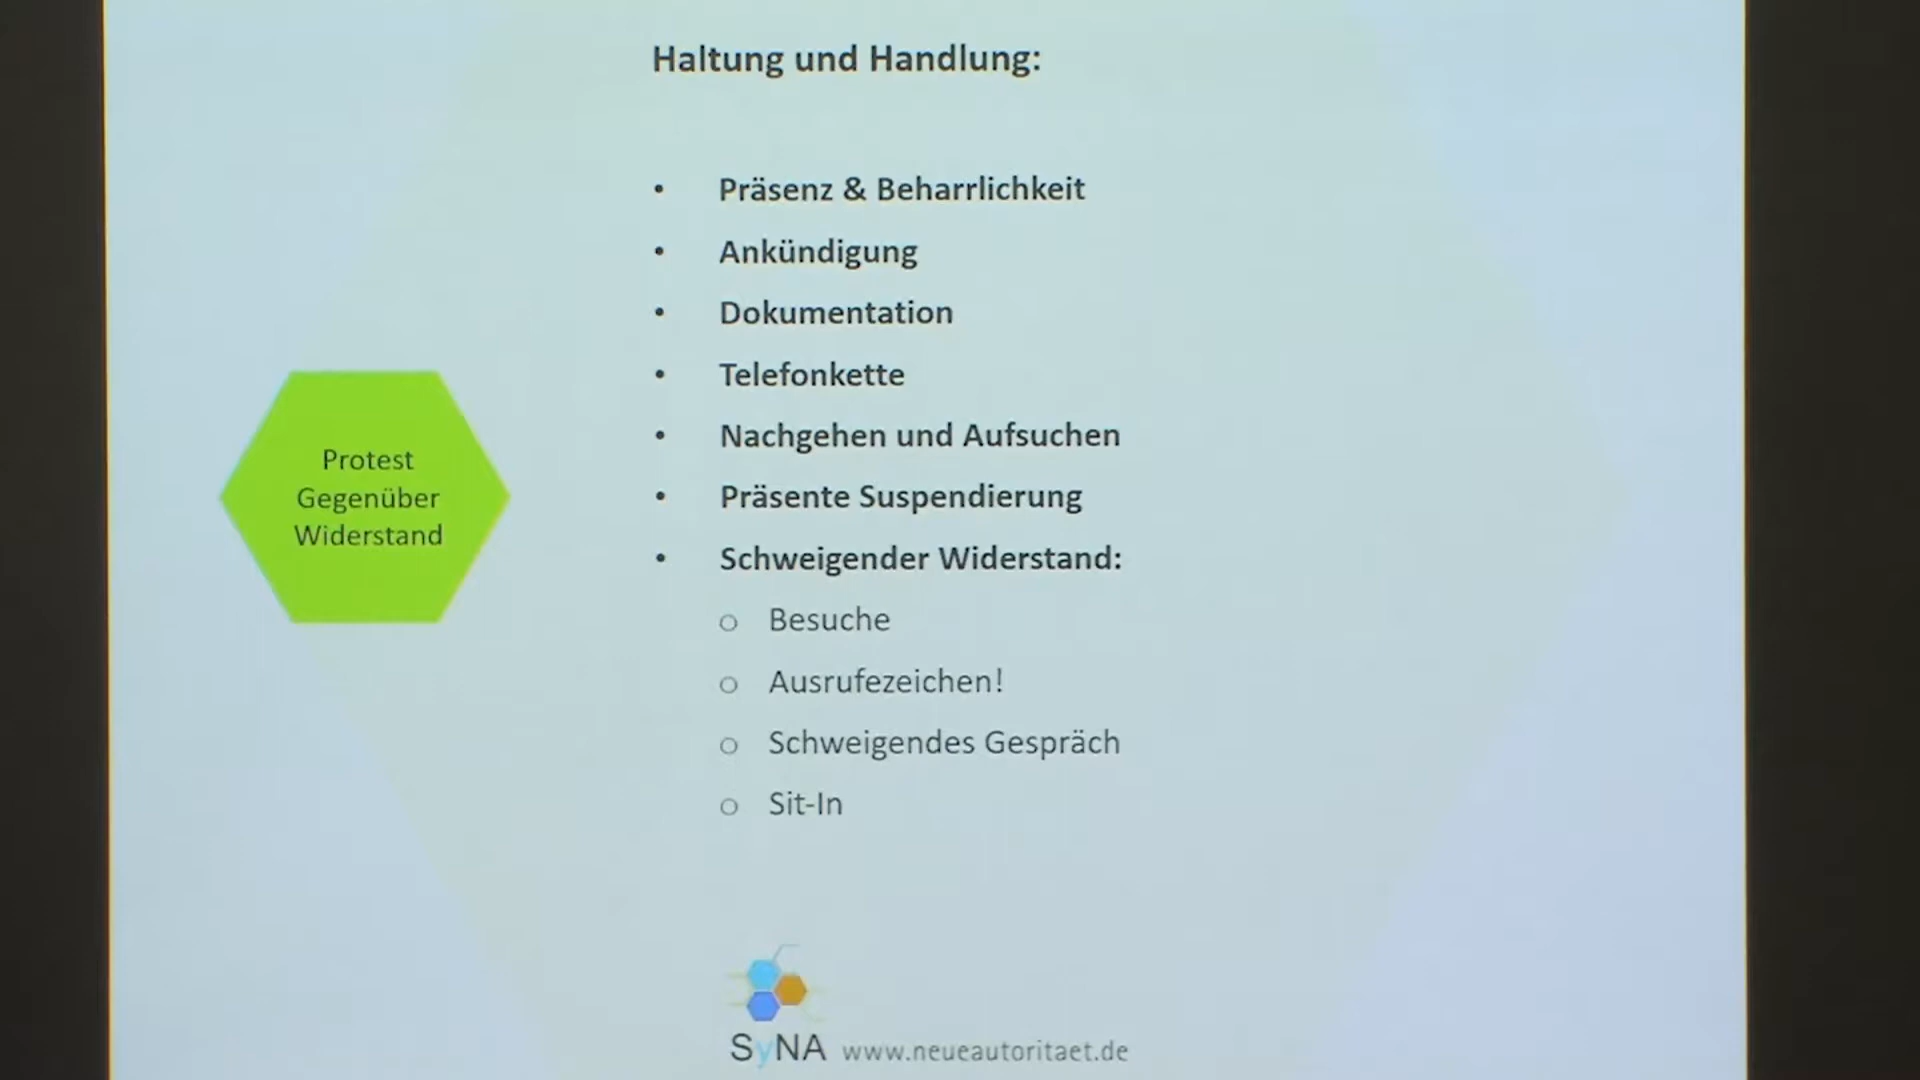 Haltung und Handlung:
• Präsenz & Beharrlichkeit
• Ankündigung
• Dokumentation
• Telefonkette
• Nachgehen und Aufsuchen
• Präsente Suspendierung
• Schweigender Widerstand:
o Besuche
o Ausrufezeichen!
o Schweigendes Gespräch
o Sit-In
Protest
Gegenüber
Widerstand
SyNA www.neueautoritaet.de